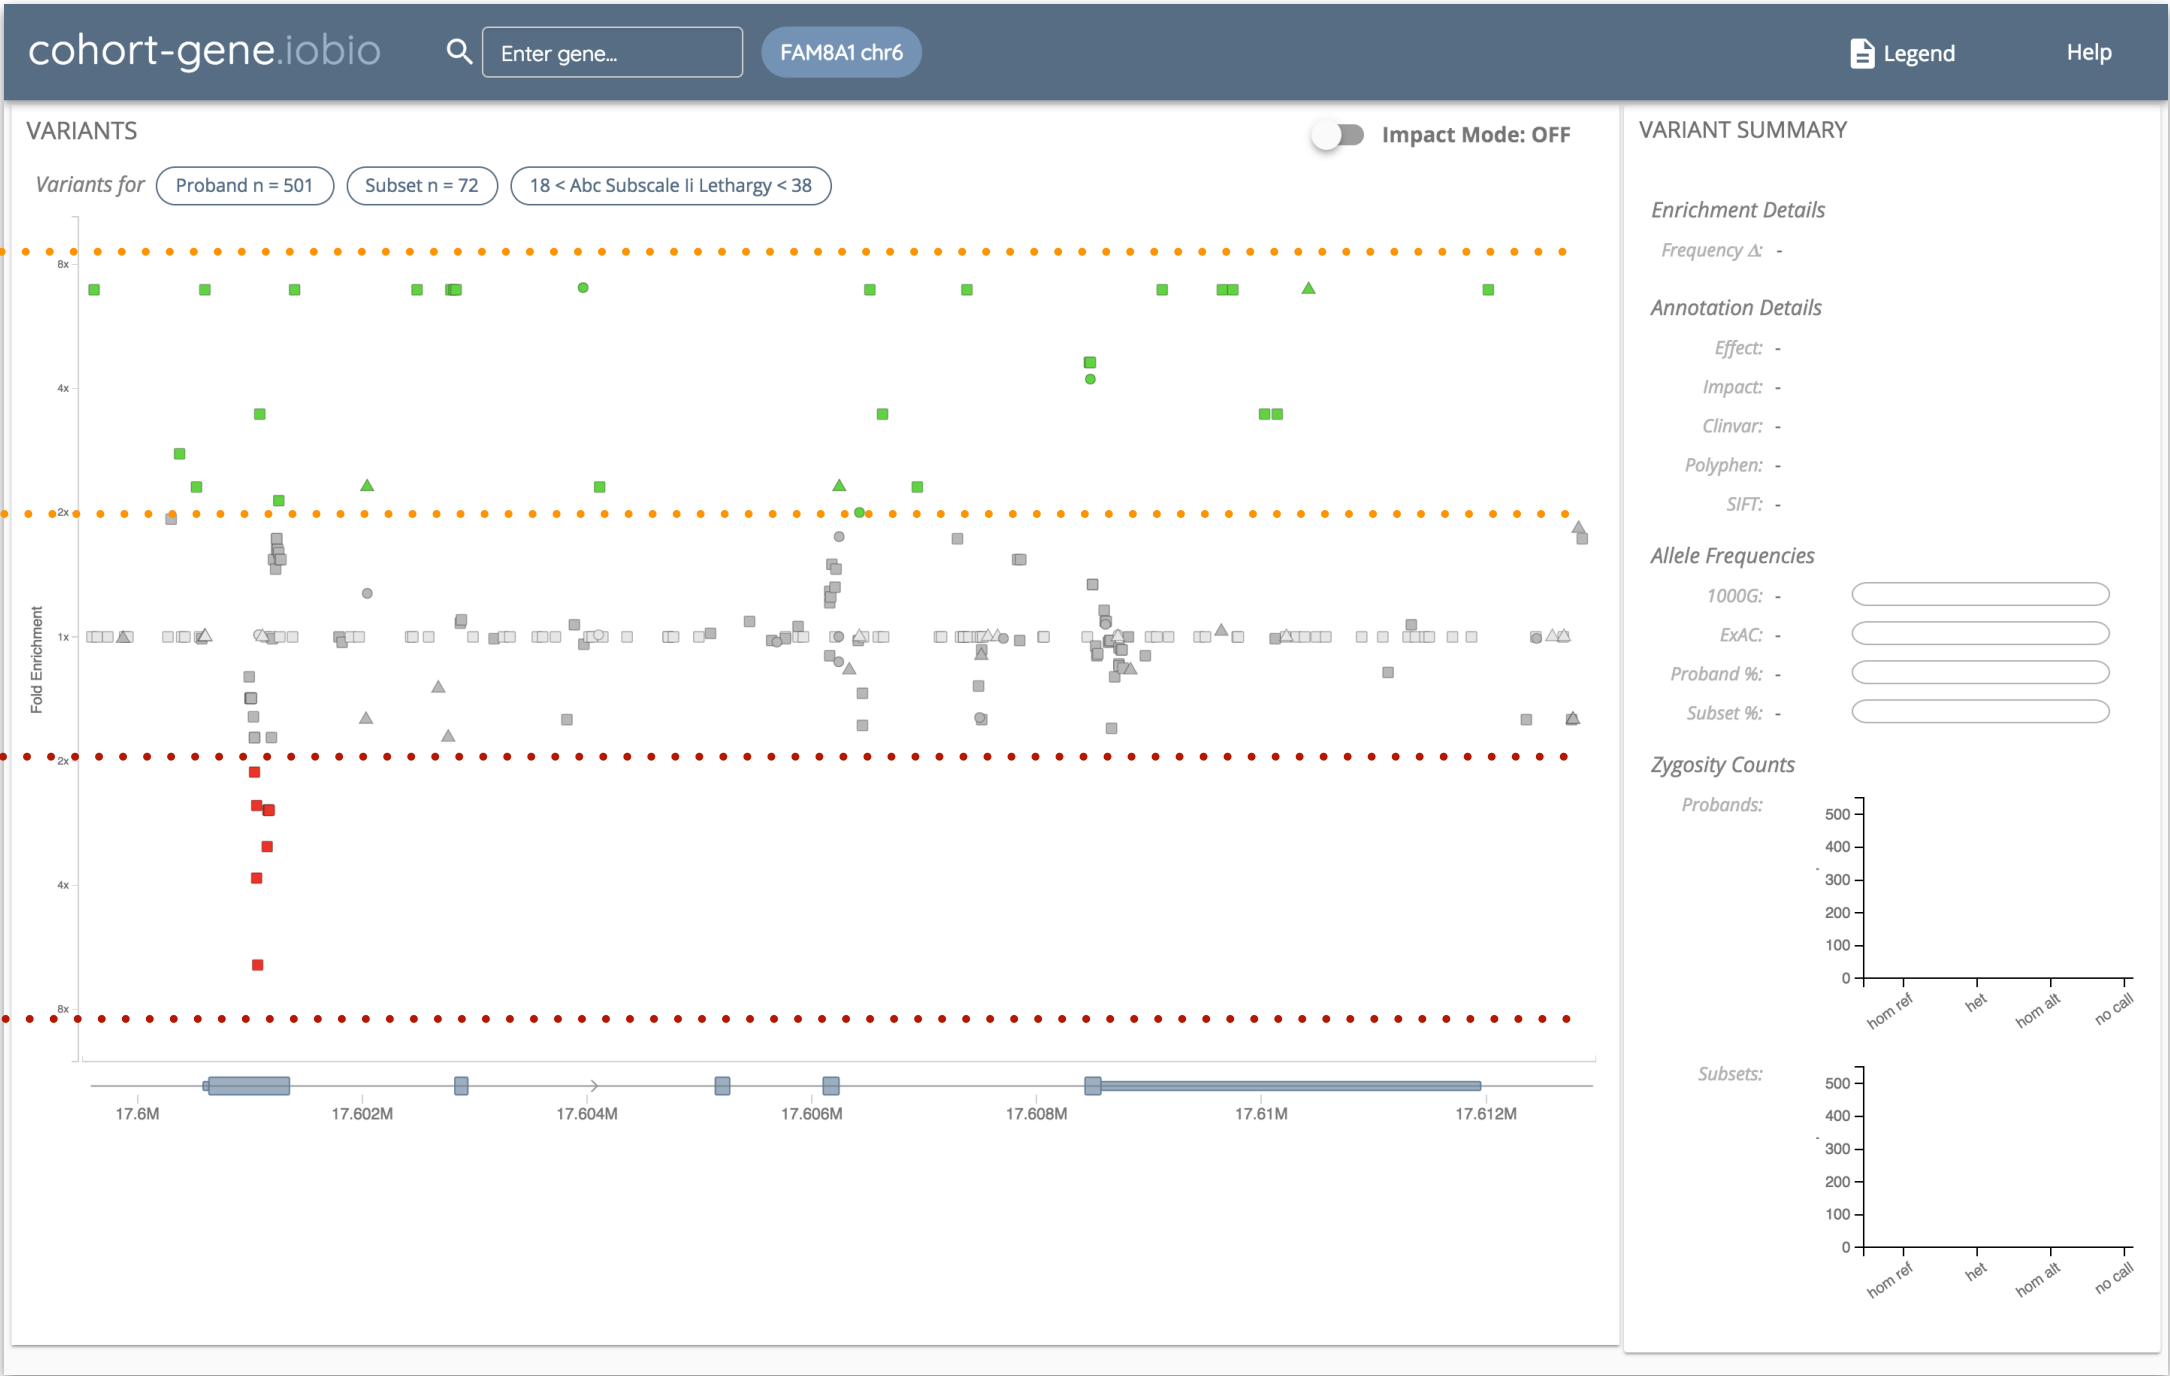 cohort-gene.iobio
Enter gene...
FAM8A1 chr6
Legend
Help
VARIANTS
Impact Mode: OFF
Variants for
Proband n = 501
Subset n = 72
18 < Abc Subscale Ii Lethargy < 38
8x
4x
2x
1x
2x
4x
8x
Fold Enrichment
17.6M
17.602M
17.604M
17.606M
17.608M
17.61M
17.612M
VARIANT SUMMARY
Enrichment Details
Frequency Δ: -
Annotation Details
Effect: -
Impact: -
Clinvar: -
Polyphen: -
SIFT: -
Allele Frequencies
1000G: -
ExAC: -
Proband %: -
Subset %: -
Zygosity Counts
Probands:
500
400
300
200
100
0
hom ref
het
hom alt
no call
Subsets:
500
400
300
200
100
0
hom ref
het
hom alt
no call